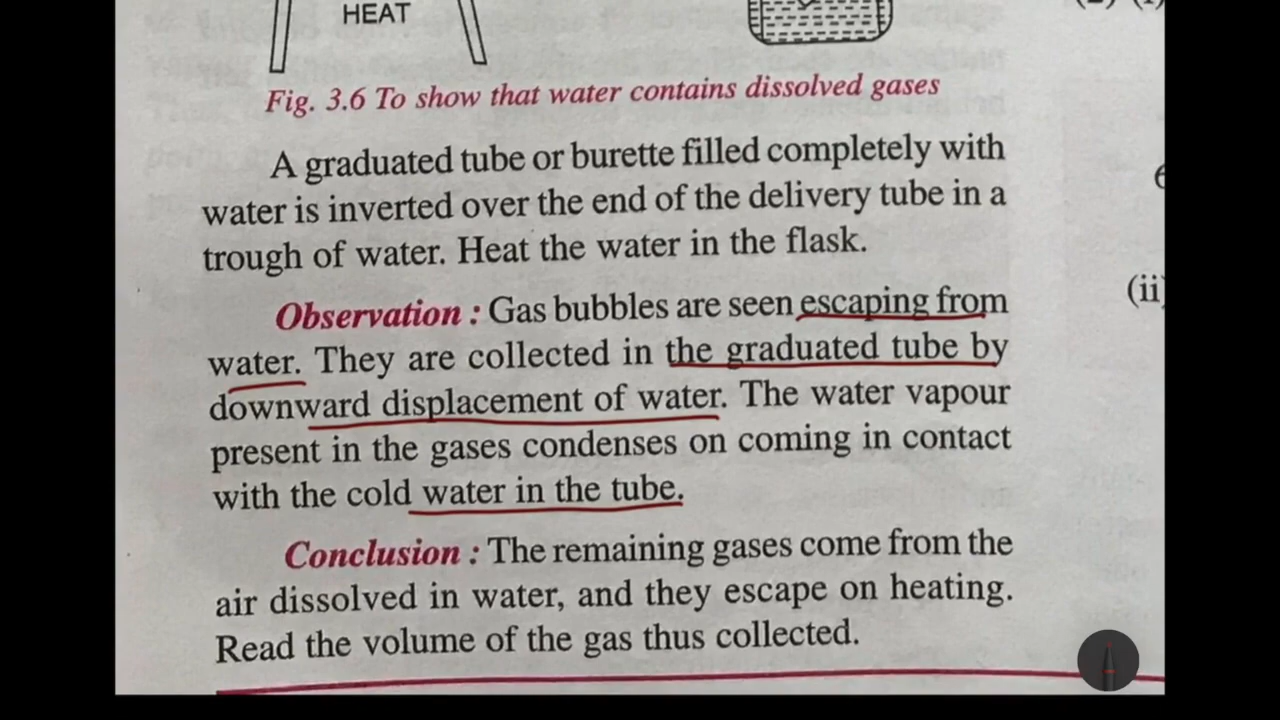 HEAT
Fig. 3.6 To show that water contains dissolved gases
A graduated tube or burette filled completely with
water is inverted over the end of the delivery tube in a
trough of water. Heat the water in the flask.
Observation : Gas bubbles are seen escaping from
water. They are collected in the graduated tube by
downward displacement of water. The water vapour
present in the gases condenses on coming in contact
with the cold water in the tube.
Conclusion : The remaining gases come from the
air dissolved in water, and they escape on heating.
Read the volume of the gas thus collected.
(ii)